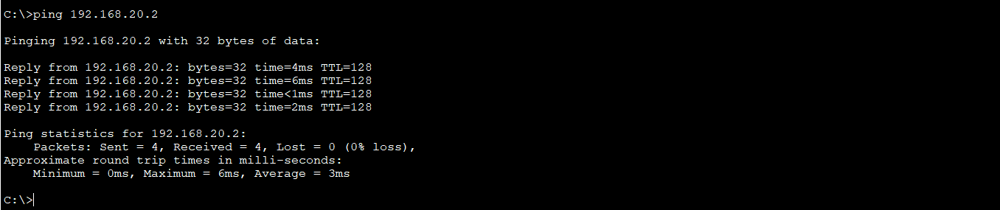 C:\>ping 192.168.20.2
Pinging 192.168.20.2 with 32 bytes of data:
Reply from 192.168.20.2: bytes=32 time=4ms TTL=128
Reply from 192.168.20.2: bytes=32 time=6ms TTL=128
Reply from 192.168.20.2: bytes=32 time<1ms TTL=128
Reply from 192.168.20.2: bytes=32 time=2ms TTL=128
Ping statistics for 192.168.20.2:
    Packets: Sent = 4, Received = 4, Lost = 0 (0% loss),
Approximate round trip times in milli-seconds:
    Minimum = 0ms, Maximum = 6ms, Average = 3ms
C:\>